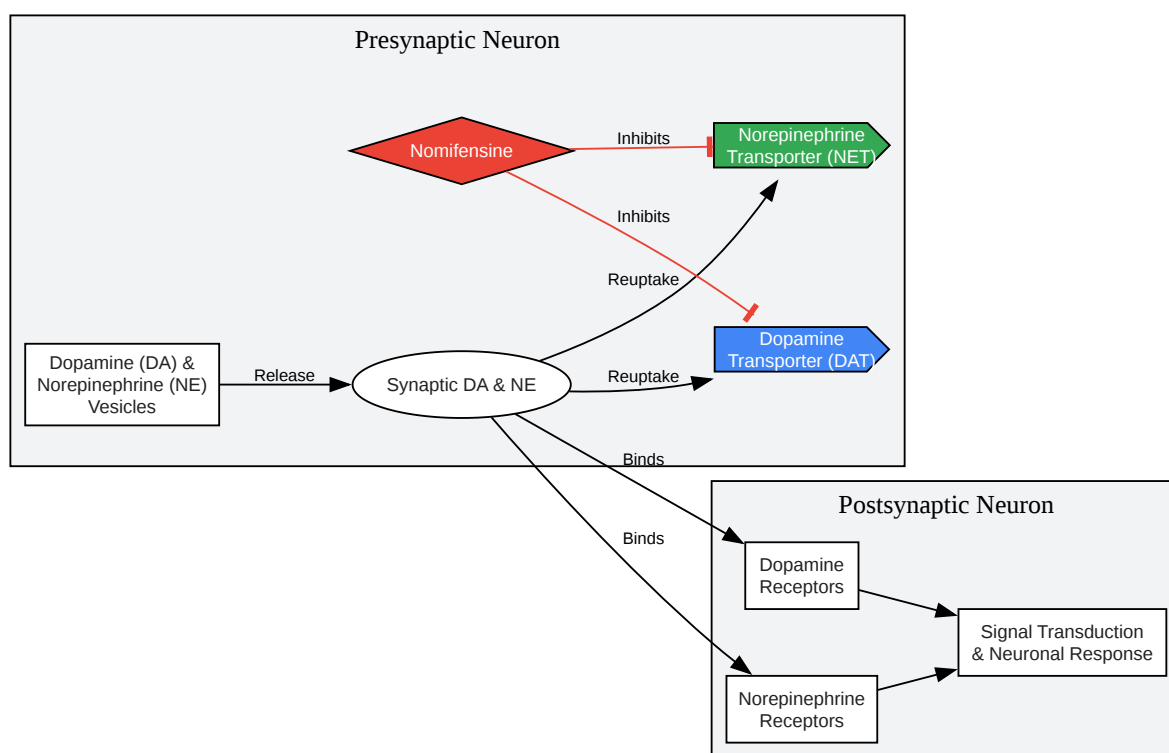 Presynaptic Neuron
Nomifensine
Inhibits
Norepinephrine
Transporter (NET)
Inhibits
Reuptake
Dopamine
Transporter (DAT)
Dopamine (DA) &
Norepinephrine (NE)
Vesicles
Release
Synaptic DA & NE
Reuptake
Binds
Binds
Postsynaptic Neuron
Dopamine
Receptors
Signal Transduction
& Neuronal Response
Norepinephrine
Receptors